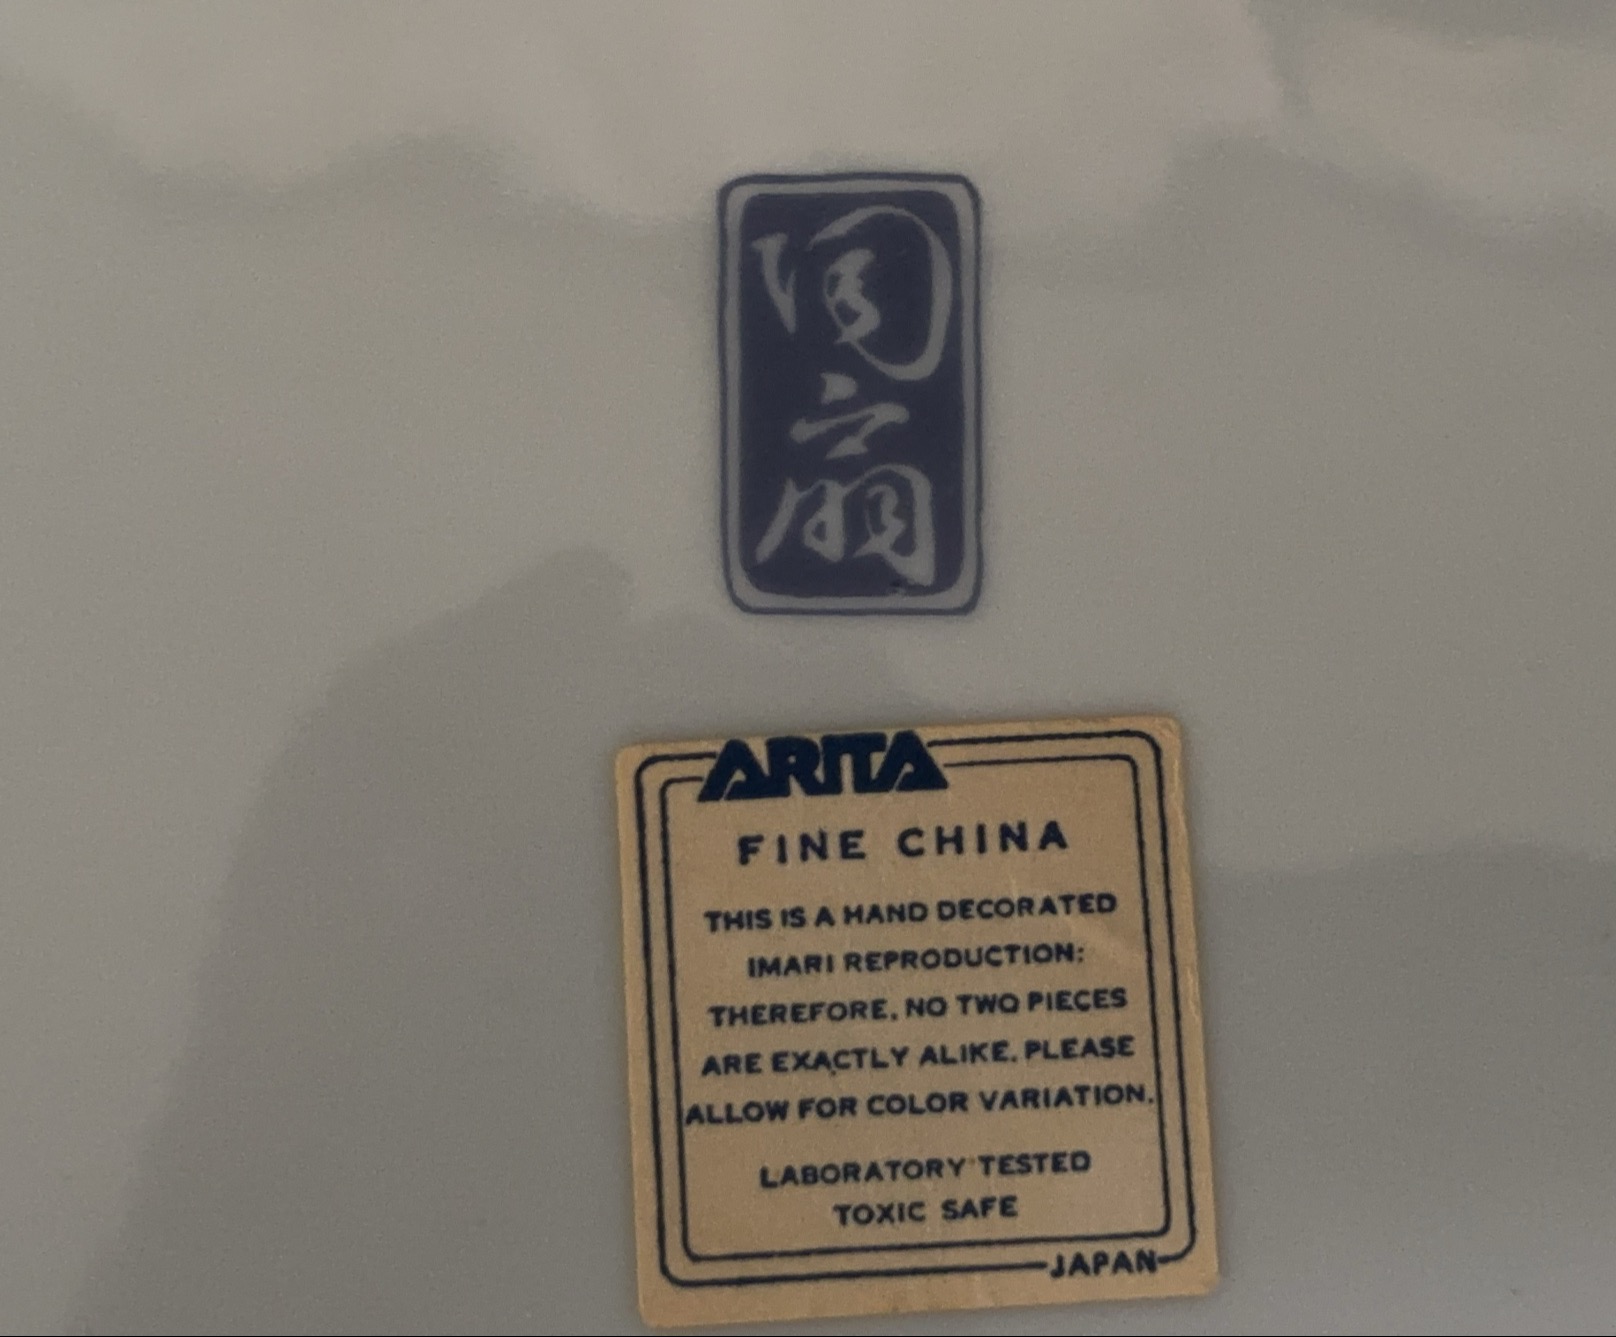 ARITA
FINE CHINA
THIS IS A HAND DECORATED
IMARI REPRODUCTION:
THEREFORE, NO TWO PIECES
ARE EXACTLY ALIKE. PLEASE
ALLOW FOR COLOR VARIATION.
LABORATORY TESTED
TOXIC SAFE
JAPAN